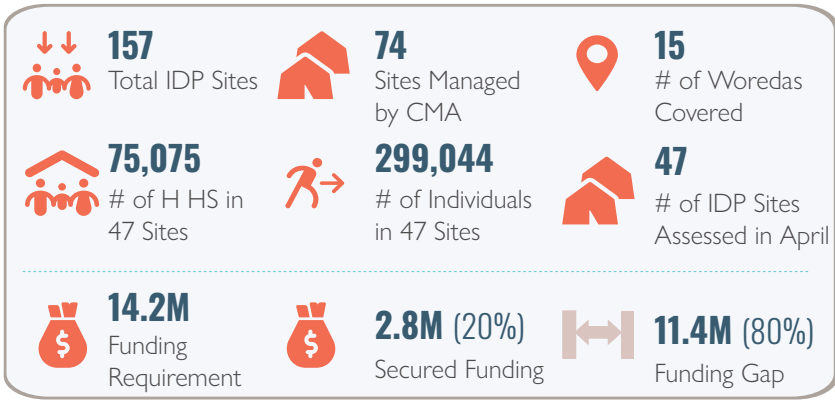 157
Total IDP Sites
74
Sites Managed
by CMA
15
# of Woredas
Covered
75,075
# of H HS in
47 Sites
299,044
# of Individuals
in 47 Sites
47
# of IDP Sites
Assessed in April
$
14.2M
Funding
Requirement
$
2.8M (20%)
Secured Funding
11.4M (80%)
Funding Gap